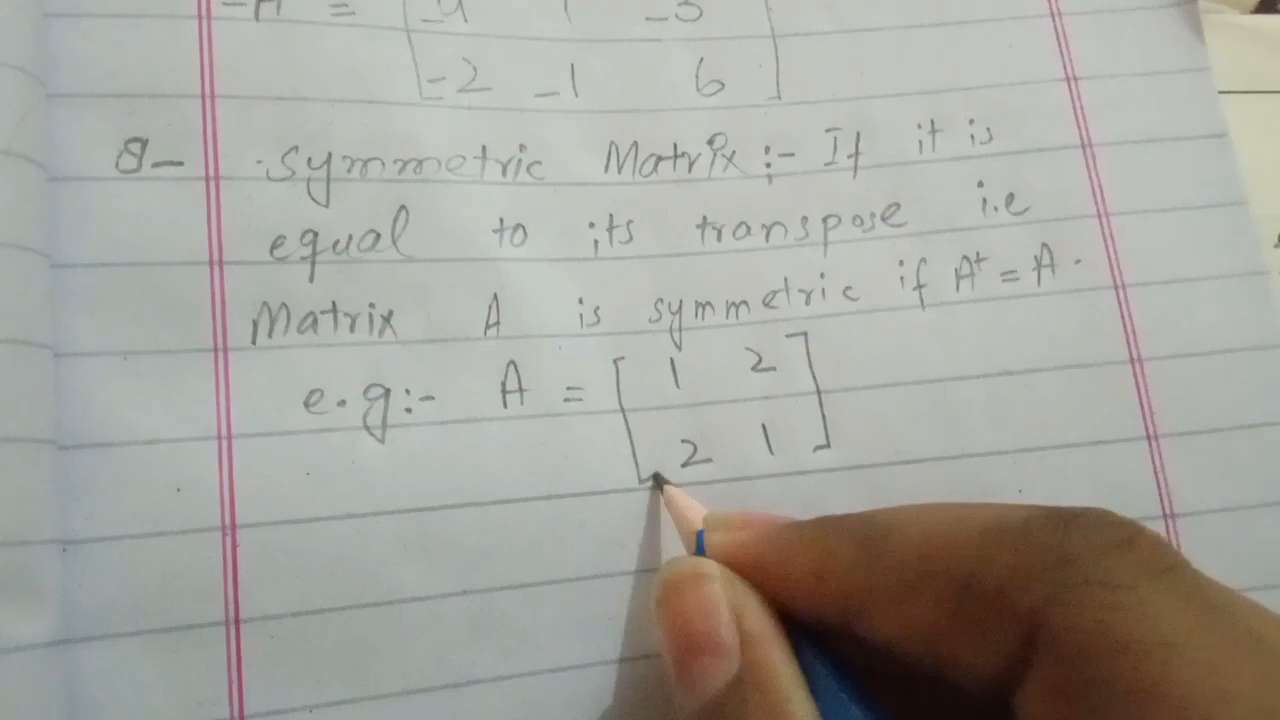 -A =
-2 -1 6
8- Symmetric Matrix :- If it is
equal to its transpose i.e
Matrix A is symmetric if Aᵗ = A.
e.g:- A = [ 1 2
2 1 ]